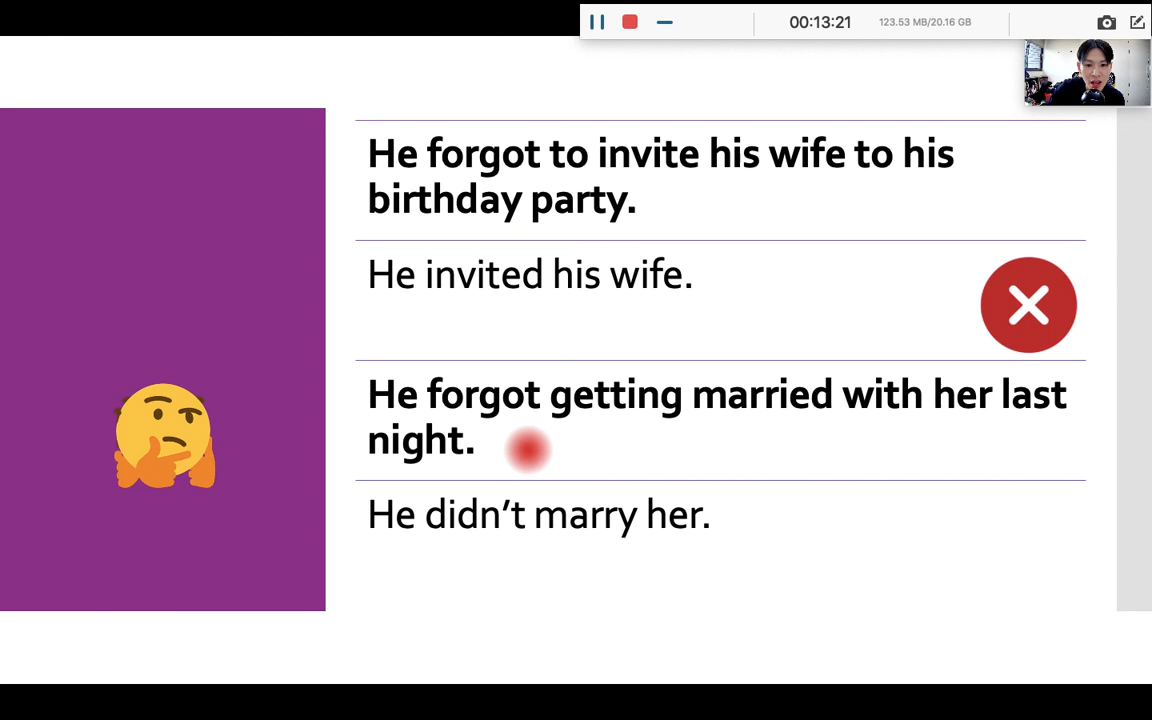 00:13:21
123.53 MB/20.16 GB
He forgot to invite his wife to his
birthday party.
He invited his wife.
He forgot getting married with her last
night.
He didn't marry her.